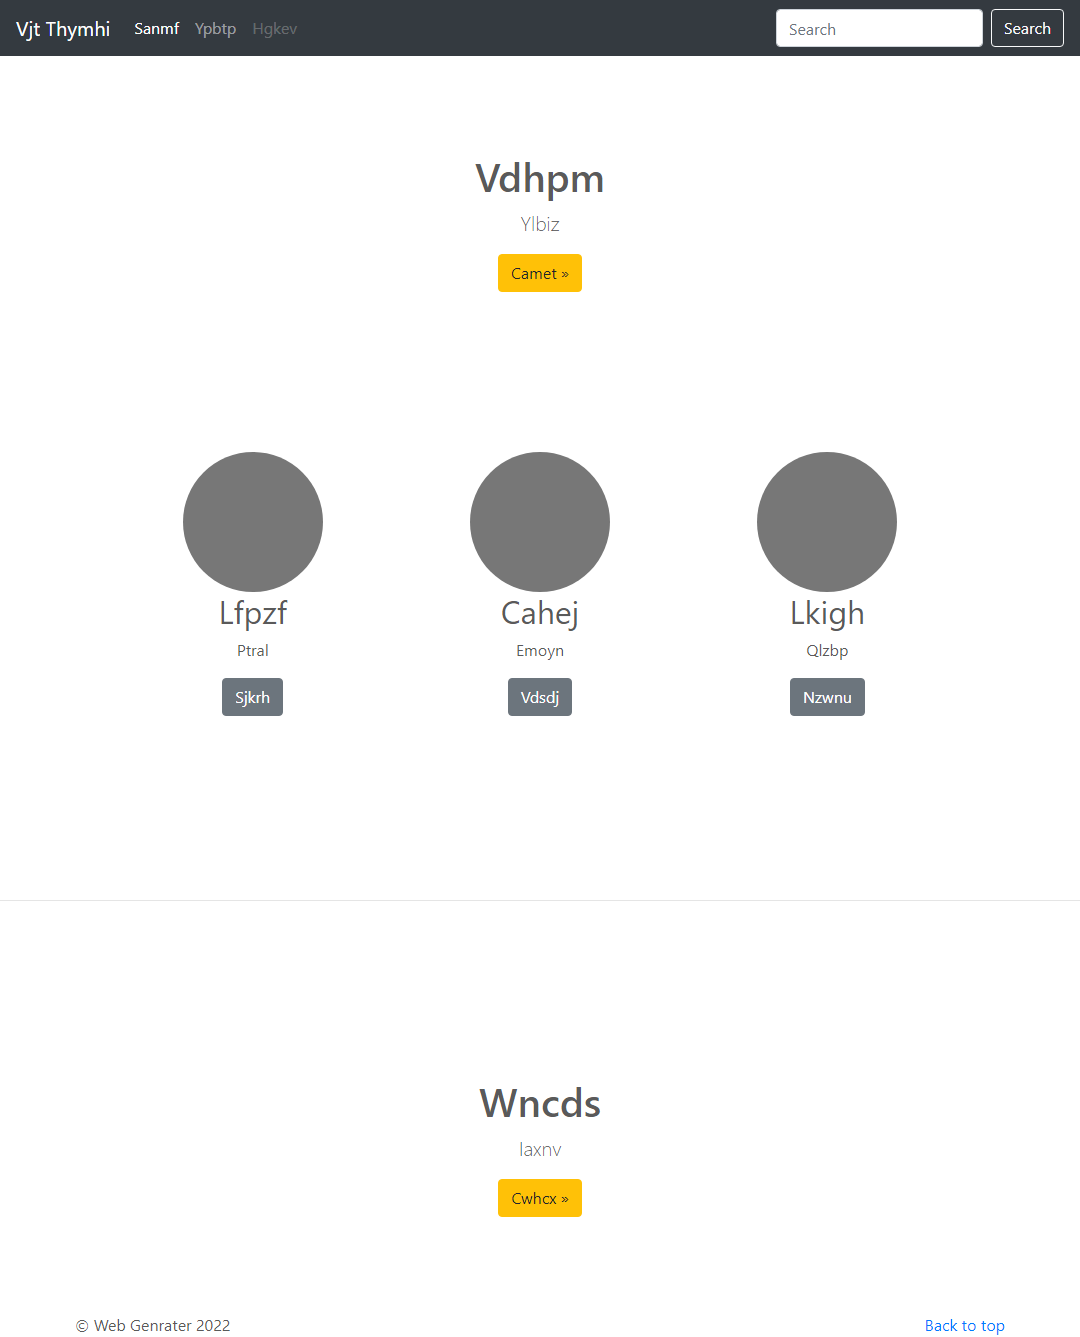 Vjt Thymhi Sanmf Ypbtp Hgkev Search Search
Vdhpm
Ylbiz
Camet »
Lfpzf Cahej Lkigh
Ptral Emoyn Qlzbp
Sjkrh Vdsdj Nzwnu
Wncds
laxnv
Cwhcx »
© Web Genrater 2022 Back to top